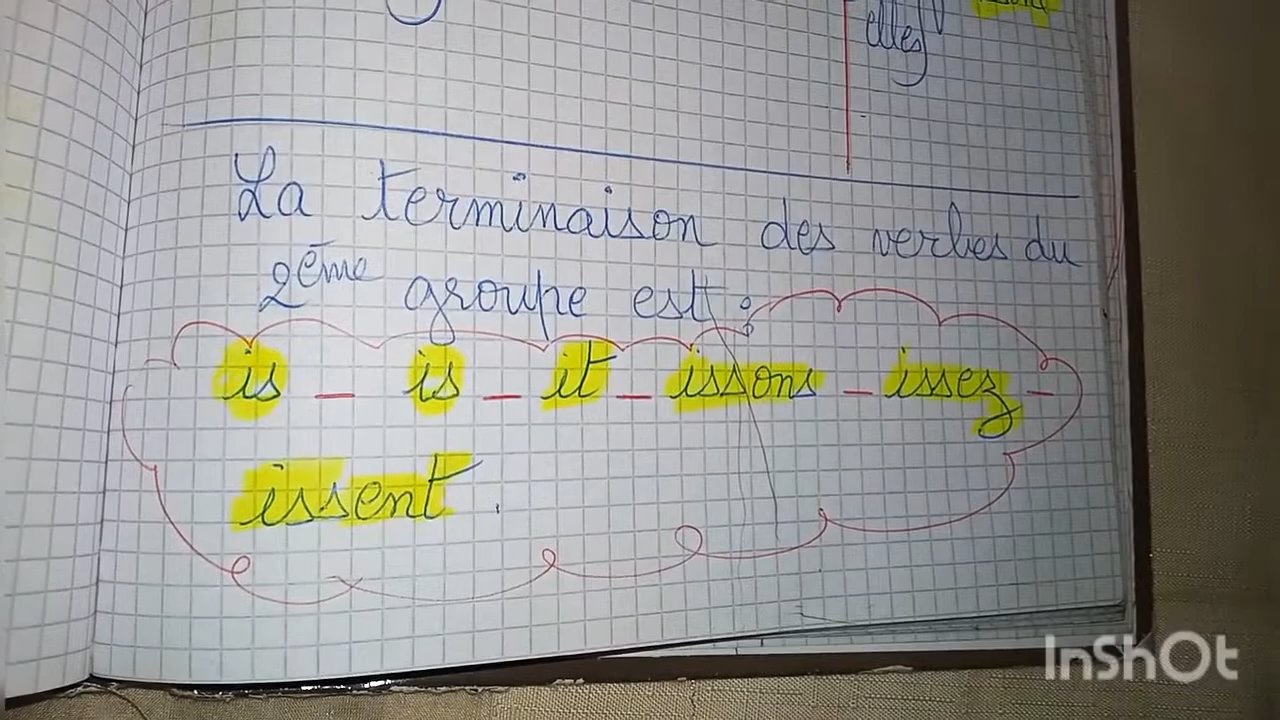 elles
La terminaison des verbes du
2ème groupe est :
is _ is _ it _ issons _ issez _
issent .
InShOt